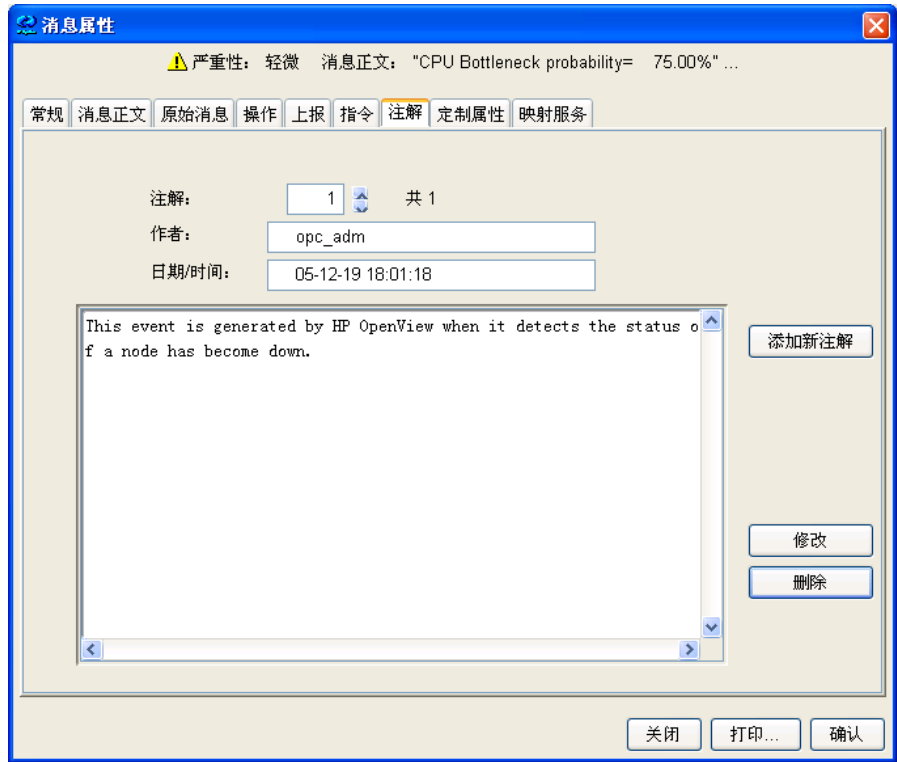 消息属性
严重性： 轻微 消息正文： "CPU Bottleneck probability= 75.00%" ...
常规 消息正文 原始消息 操作 上报 指令 注解 定制属性 映射服务
注解： 1 共 1
作者： opc_adm
日期/时间： 05-12-19 18:01:18
This event is generated by HP OpenView when it detects the status o
f a node has become down.
添加新注解
修改
删除
关闭 打印... 确认